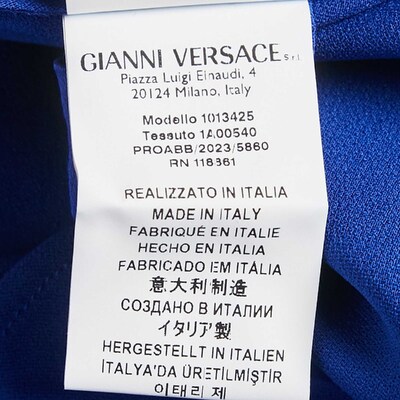 GIANNI VERSACE S.r.l.
Piazza Luigi Einaudi, 4
20124 Milano, Italy
Modello 1013425
Tessuto 1A00540
PROABB/2023/5860
RN 118361
REALIZZATO IN ITALIA
MADE IN ITALY
FABRIQUÉ EN ITALIE
HECHO EN ITALIA
FABRICADO EM ITÁLIA
意大利制造
СОЗДАНО В ИТАЛИИ
イタリア製
HERGESTELLT IN ITALIEN
İTALYA'DA ÜRETİLMİŞTİR
이태리 제